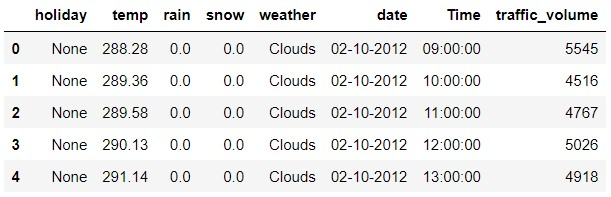 holiday temp rain snow weather date Time traffic_volume
0 None 288.28 0.0 0.0 Clouds 02-10-2012 09:00:00 5545
1 None 289.36 0.0 0.0 Clouds 02-10-2012 10:00:00 4516
2 None 289.58 0.0 0.0 Clouds 02-10-2012 11:00:00 4767
3 None 290.13 0.0 0.0 Clouds 02-10-2012 12:00:00 5026
4 None 291.14 0.0 0.0 Clouds 02-10-2012 13:00:00 4918